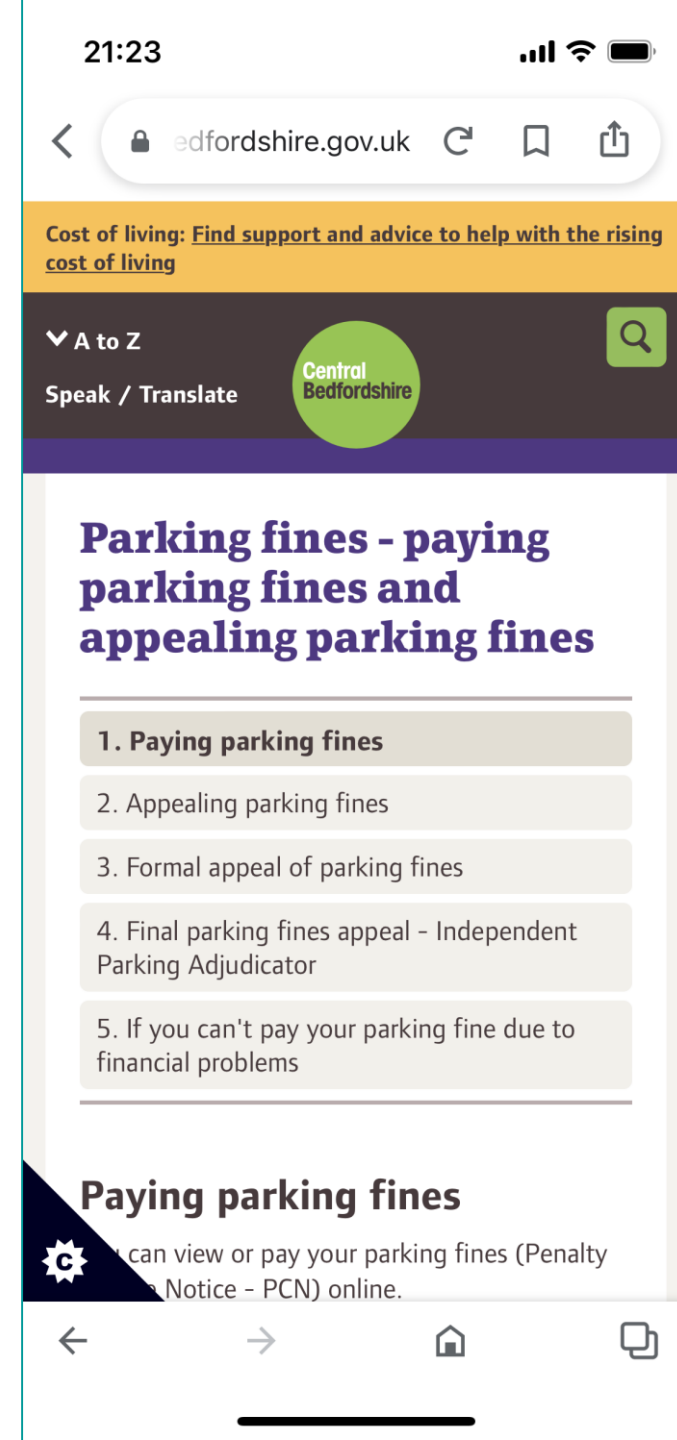 21:23
edfordshire.gov.uk
Cost of living: Find support and advice to help with the rising
cost of living
A to Z
Speak / Translate
Central
Bedfordshire
Parking fines - paying
parking fines and
appealing parking fines
1. Paying parking fines
2. Appealing parking fines
3. Formal appeal of parking fines
4. Final parking fines appeal - Independent
Parking Adjudicator
5. If you can't pay your parking fine due to
financial problems
Paying parking fines
can view or pay your parking fines (Penalty
Notice - PCN) online.
C